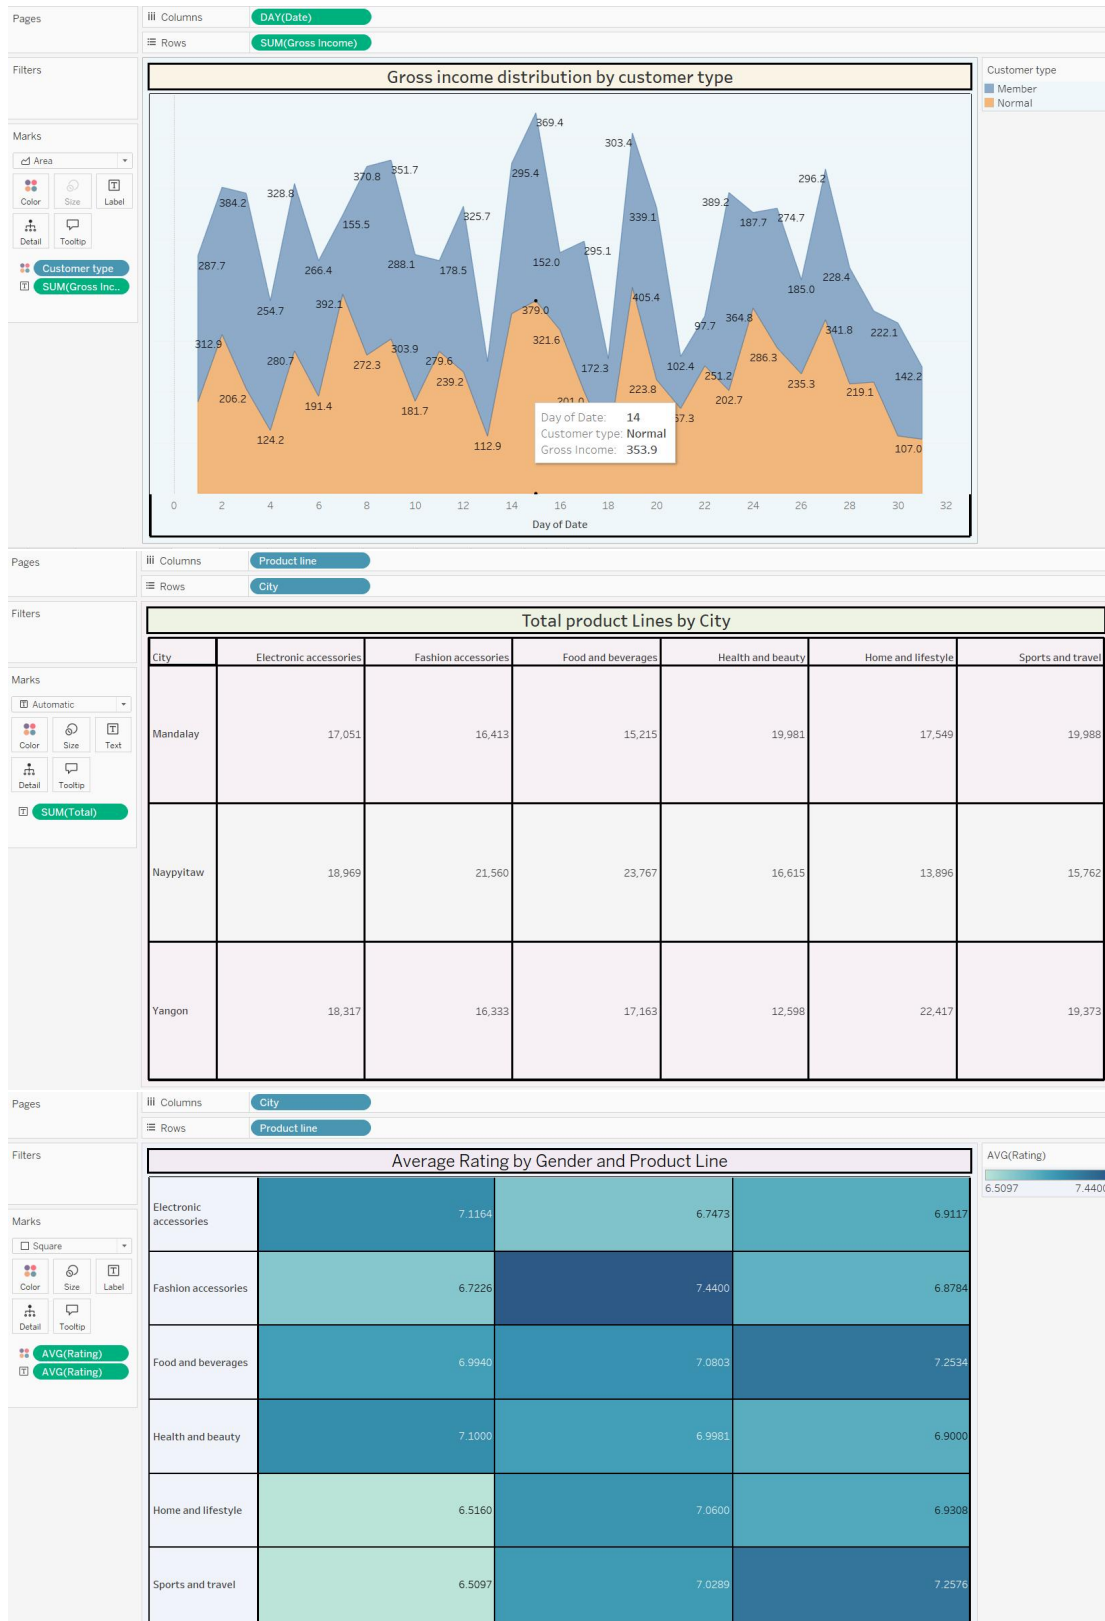 Pages
Columns
DAY(Date)
Rows
SUM(Gross Income)
Filters
Gross income distribution by customer type
Customer type
Member
Normal
Marks
Area
Color
Size
Label
Detail
Tooltip
Customer type
SUM(Gross Inc..
369.4
303.4
370.8
351.7
295.4
296.2
384.2
328.8
325.7
339.1
389.2
187.7
274.7
155.5
287.7
266.4
288.1
178.5
152.0
295.1
185.0
228.4
254.7
392.1
379.0
405.4
97.7
364.8
341.8
222.1
312.9
280.7
303.9
279.6
321.6
172.3
102.4
251.2
286.3
142.2
206.2
191.4
272.3
239.2
181.7
223.8
202.7
235.3
219.1
124.2
112.9
107.0
Day of Date: 14
Customer type: Normal
Gross Income: 353.9
0 2 4 6 8 10 12 14 16 18 20 22 24 26 28 30 32
Day of Date
Pages
Columns
Product line
Rows
City
Filters
Total product Lines by City
City Electronic accessories Fashion accessories Food and beverages Health and beauty Home and lifestyle Sports and travel
Marks
Automatic
Color
Size
Text
Detail
Tooltip
SUM(Total)
Mandalay 17,051 16,413 15,215 19,981 17,549 19,988
Naypyitaw 18,969 21,560 23,767 16,615 13,896 15,762
Yangon 18,317 16,333 17,163 12,598 22,417 19,373
Pages
Columns
City
Rows
Product line
Filters
Average Rating by Gender and Product Line
AVG(Rating)
6.5097 7.4400
Marks
Square
Color
Size
Label
Detail
Tooltip
AVG(Rating)
AVG(Rating)
Electronic
accessories 7.1164 6.7473 6.9117
Fashion accessories 6.7226 7.4400 6.8784
Food and beverages 6.9940 7.0803 7.2534
Health and beauty 7.1000 6.9981 6.9000
Home and lifestyle 6.5160 7.0600 6.9308
Sports and travel 6.5097 7.0289 7.2576